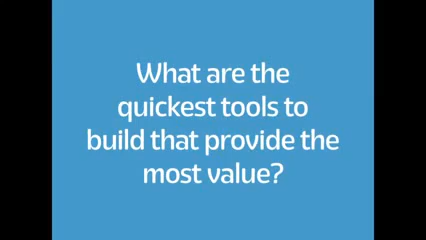 What are the
quickest tools to
build that provide the
most value?